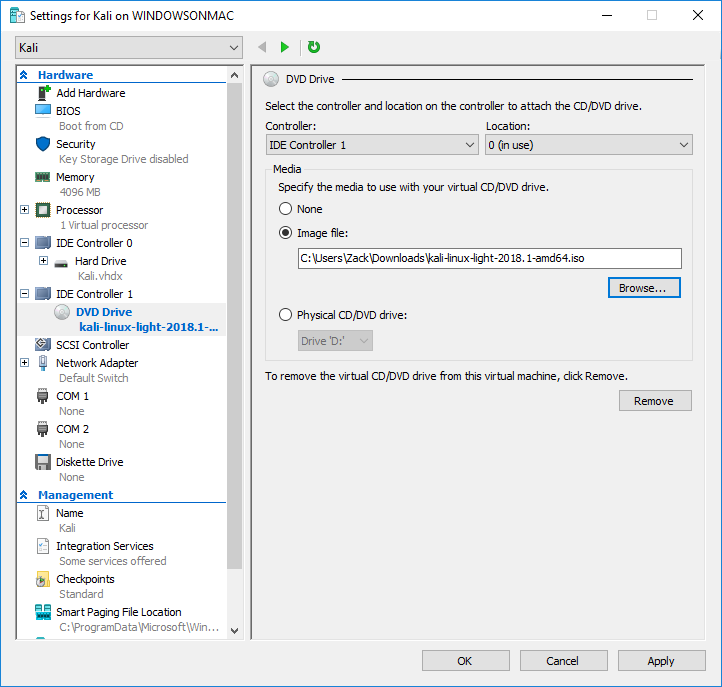 Settings for Kali on WINDOWSONMAC
Kali
Hardware
Add Hardware
BIOS
Boot from CD
Security
Key Storage Drive disabled
Memory
4096 MB
Processor
1 Virtual processor
IDE Controller 0
Hard Drive
Kali.vhdx
IDE Controller 1
DVD Drive
kali-linux-light-2018.1-...
SCSI Controller
Network Adapter
Default Switch
COM 1
None
COM 2
None
Diskette Drive
None
Management
Name
Kali
Integration Services
Some services offered
Checkpoints
Standard
Smart Paging File Location
C:\ProgramData\Microsoft\Win...
DVD Drive
Select the controller and location on the controller to attach the CD/DVD drive.
Controller: Location:
IDE Controller 1 0 (in use)
Media
Specify the media to use with your virtual CD/DVD drive.
None
Image file:
C:\Users\Zack\Downloads\kali-linux-light-2018.1-amd64.iso
Browse...
Physical CD/DVD drive:
Drive 'D:'
To remove the virtual CD/DVD drive from this virtual machine, click Remove.
Remove
OK Cancel Apply